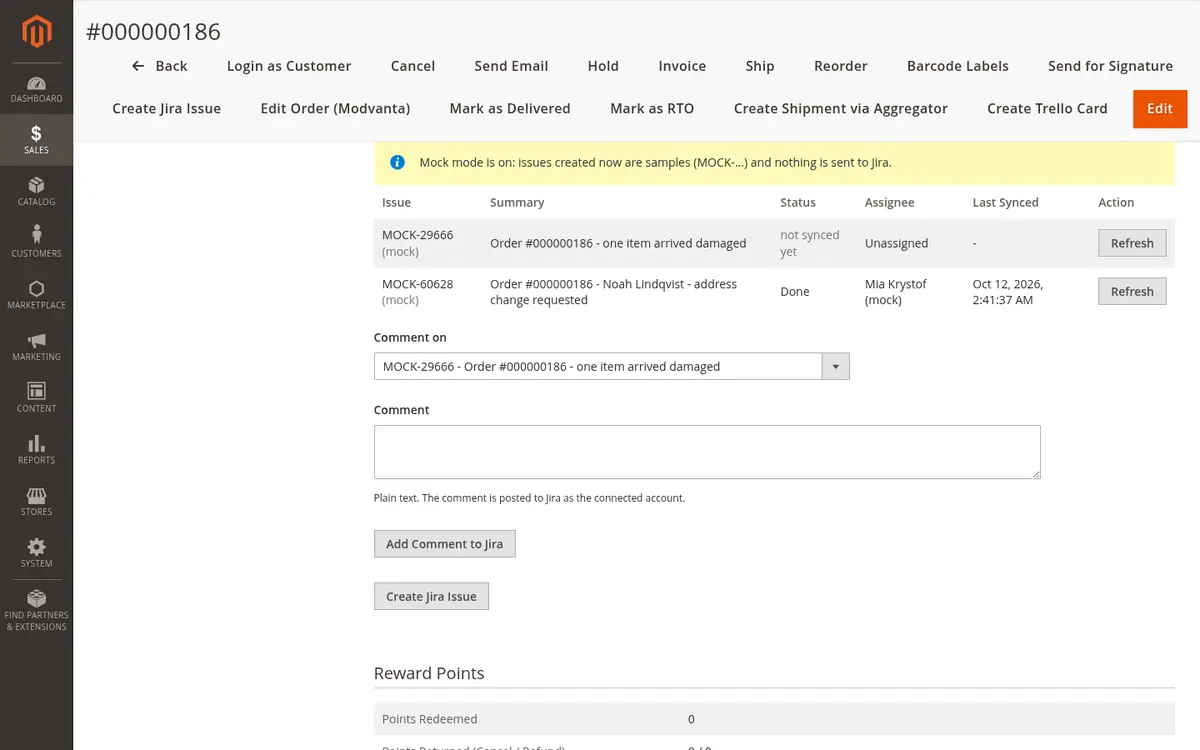 #000000186
Back
Login as Customer
Cancel
Send Email
Hold
Invoice
Ship
Reorder
Barcode Labels
Send for Signature
Create Jira Issue
Edit Order (Modvanta)
Mark as Delivered
Mark as RTO
Create Shipment via Aggregator
Create Trello Card
Edit
DASHBOARD
SALES
CATALOG
CUSTOMERS
MARKETPLACE
MARKETING
CONTENT
REPORTS
STORES
SYSTEM
FIND PARTNERS
& EXTENSIONS
Mock mode is on: issues created now are samples (MOCK-...) and nothing is sent to Jira.
Issue Summary Status Assignee Last Synced Action
MOCK-29666
(mock)
Order #000000186 - one item arrived damaged
not synced
yet
Unassigned
-
Refresh
MOCK-60628
(mock)
Order #000000186 - Noah Lindqvist - address
change requested
Done
Mia Krystof
(mock)
Oct 12, 2026,
2:41:37 AM
Refresh
Comment on
MOCK-29666 - Order #000000186 - one item arrived damaged
Comment
Plain text. The comment is posted to Jira as the connected account.
Add Comment to Jira
Create Jira Issue
Reward Points
Points Redeemed 0
Points Returned (Cancel / Refund) 0 / 0